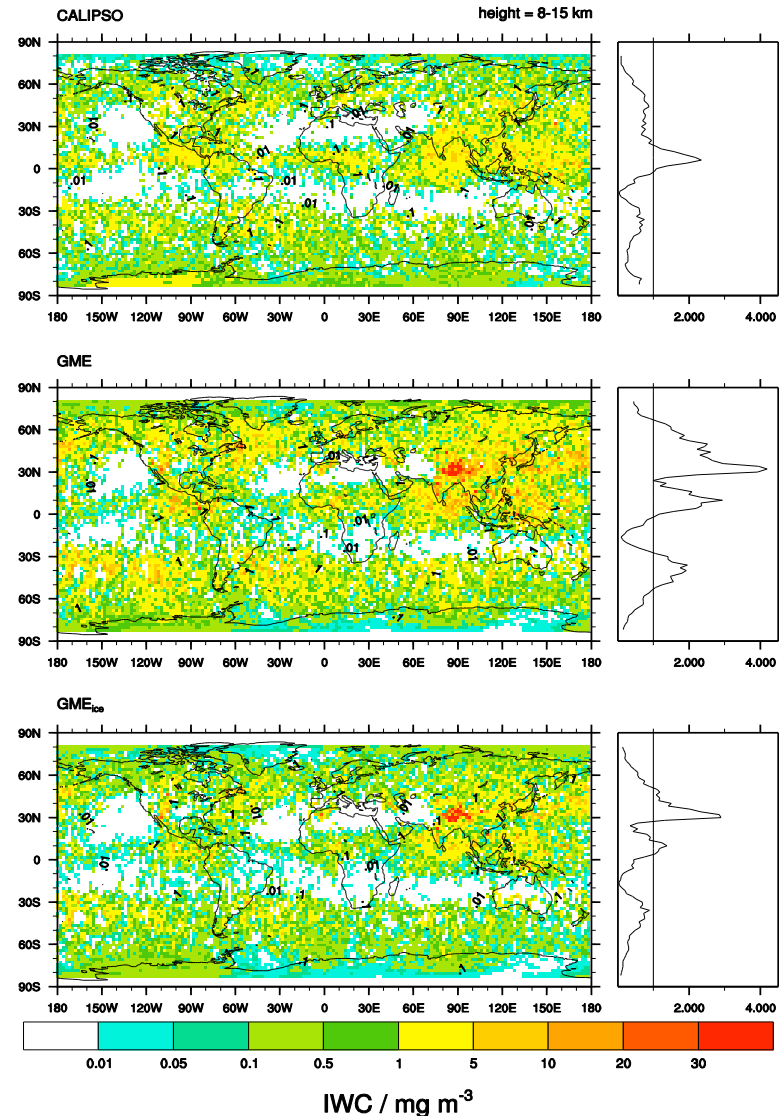 CALIPSO height = 8-15 km
90N
60N
30N
0
30S
60S
90S
180 150W 120W 90W 60W 30W 0 30E 60E 90E 120E 150E 180
2.000 4.000
GME
90N
60N
30N
0
30S
60S
90S
180 150W 120W 90W 60W 30W 0 30E 60E 90E 120E 150E 180
2.000 4.000
GMEice
90N
60N
30N
0
30S
60S
90S
180 150W 120W 90W 60W 30W 0 30E 60E 90E 120E 150E 180
2.000 4.000
0.01 0.05 0.1 0.5 1 5 10 20 30
IWC / mg m-3